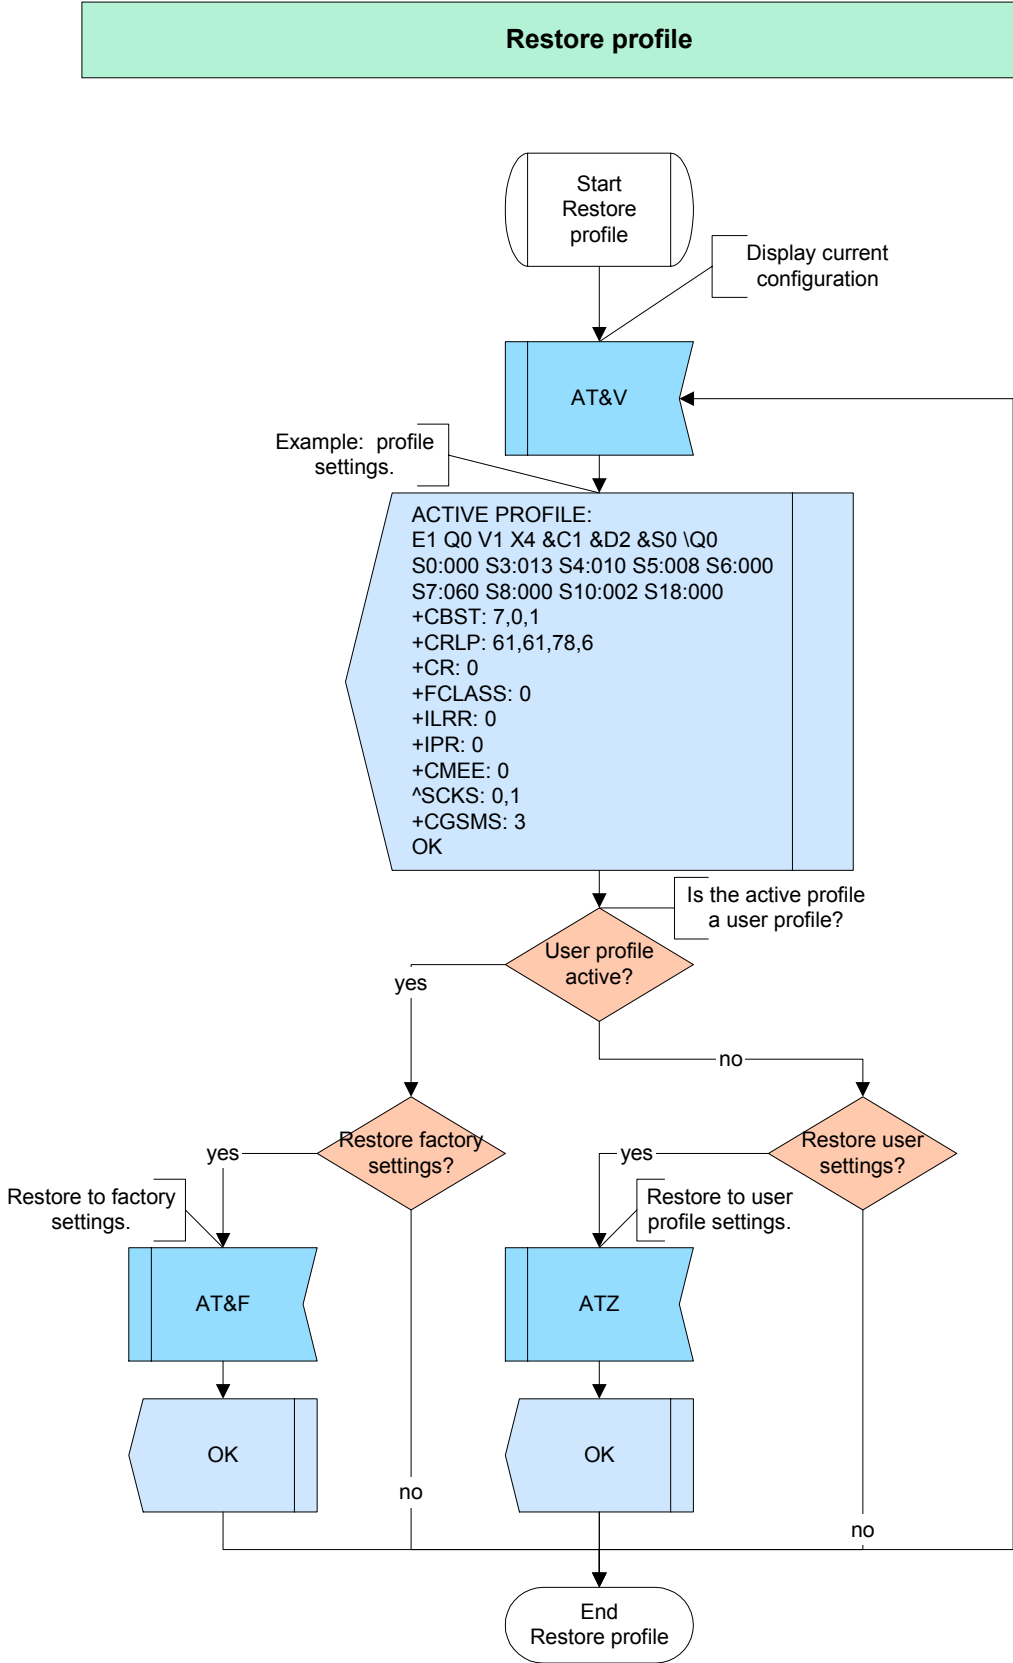 Restore profile
Start
Restore
profile
Display current
configuration
AT&V
Example:  profile
settings.
ACTIVE PROFILE:
E1 Q0 V1 X4 &C1 &D2 &S0 \Q0
S0:000 S3:013 S4:010 S5:008 S6:000
S7:060 S8:000 S10:002 S18:000
+CBST: 7,0,1
+CRLP: 61,61,78,6
+CR: 0
+FCLASS: 0
+ILRR: 0
+IPR: 0
+CMEE: 0
^SCKS: 0,1
+CGSMS: 3
OK
Is the active profile
a user profile?
User profile
active?
yes
no
Restore factory
settings?
Restore user
settings?
yes
yes
Restore to factory
settings.
Restore to user
profile settings.
AT&F
ATZ
OK
OK
no
no
End
Restore profile